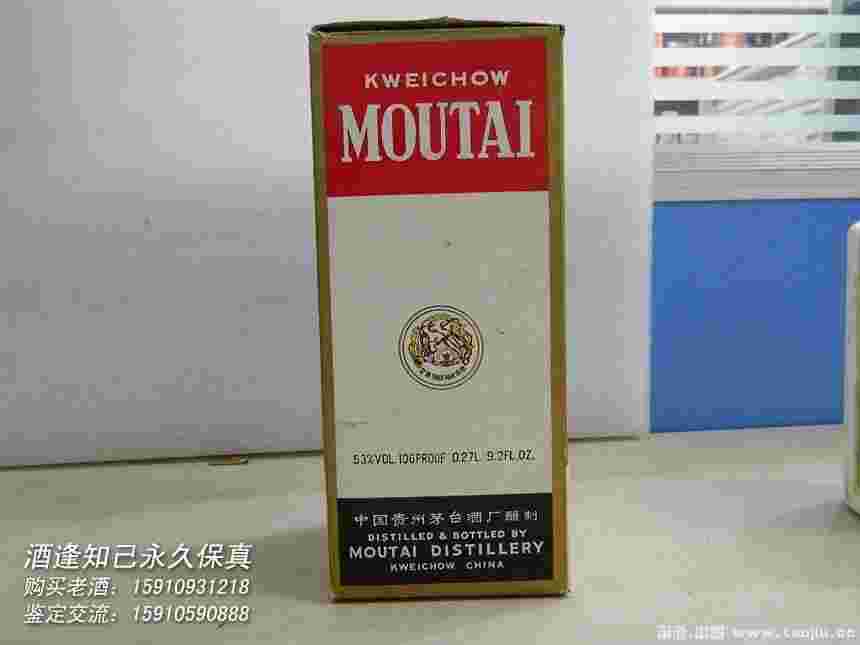 KWEICHOW
MOUTAI
53%VOL. 106PROOF 0.27L. 9.2FL.OZ.
中国贵州茅台酒厂酿制
DISTILLED & BOTTLED BY
MOUTAI DISTILLERY
KWEICHOW CHINA
酒逢知己永久保真
购买老酒：15910931218
鉴定交流：15910590888